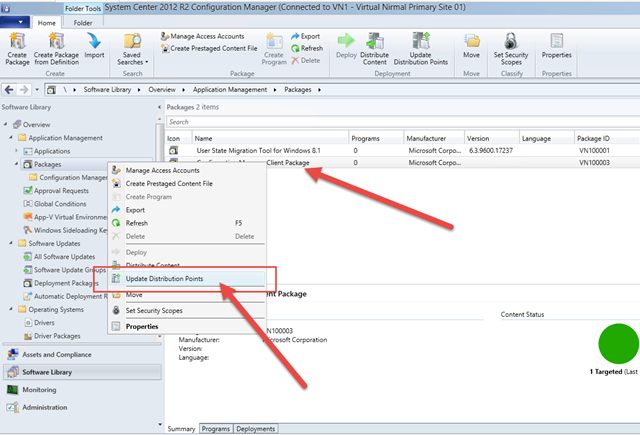 Folder Tools
System Center 2012 R2 Configuration Manager (Connected to VN1 - Virtual Nirmal Primary Site 01)
Home
Folder
Create Package
Create Package from Definition
Import
Create
Saved Searches
Search
Manage Access Accounts
Create Prestaged Content File
Create Program
Export
Refresh
Delete
Package
Deploy
Distribute Content
Update Distribution Points
Deployment
Move
Move
Set Security Scopes
Classify
Properties
Properties
\ Software Library Overview Application Management Packages
Software Library
Overview
Application Management
Applications
Packages
Configuration Manager
Approval Requests
Global Conditions
App-V Virtual Environme
Windows Sideloading Key
Software Updates
All Software Updates
Software Update Groups
Deployment Packages
Automatic Deployment R
Operating Systems
Drivers
Driver Packages
Assets and Compliance
Software Library
Monitoring
Administration
Packages 2 items
Search
Icon Name Programs Manufacturer Version Language Package ID
User State Migration Tool for Windows 8.1 0 Microsoft Corpo... 6.3.9600.17237 VN100001
Client Package 0 Microsoft Corpo... VN100003
Manage Access Accounts
Create Prestaged Content File
Create Program
Export
Refresh F5
Delete Delete
Deploy
Distribute Content
Update Distribution Points
Move
Set Security Scopes
Properties
ent Package
VN100003
Manufacturer: Microsoft Corporation
Version:
Language:
Content Status
1 Targeted (Last
Summary Programs Deployments